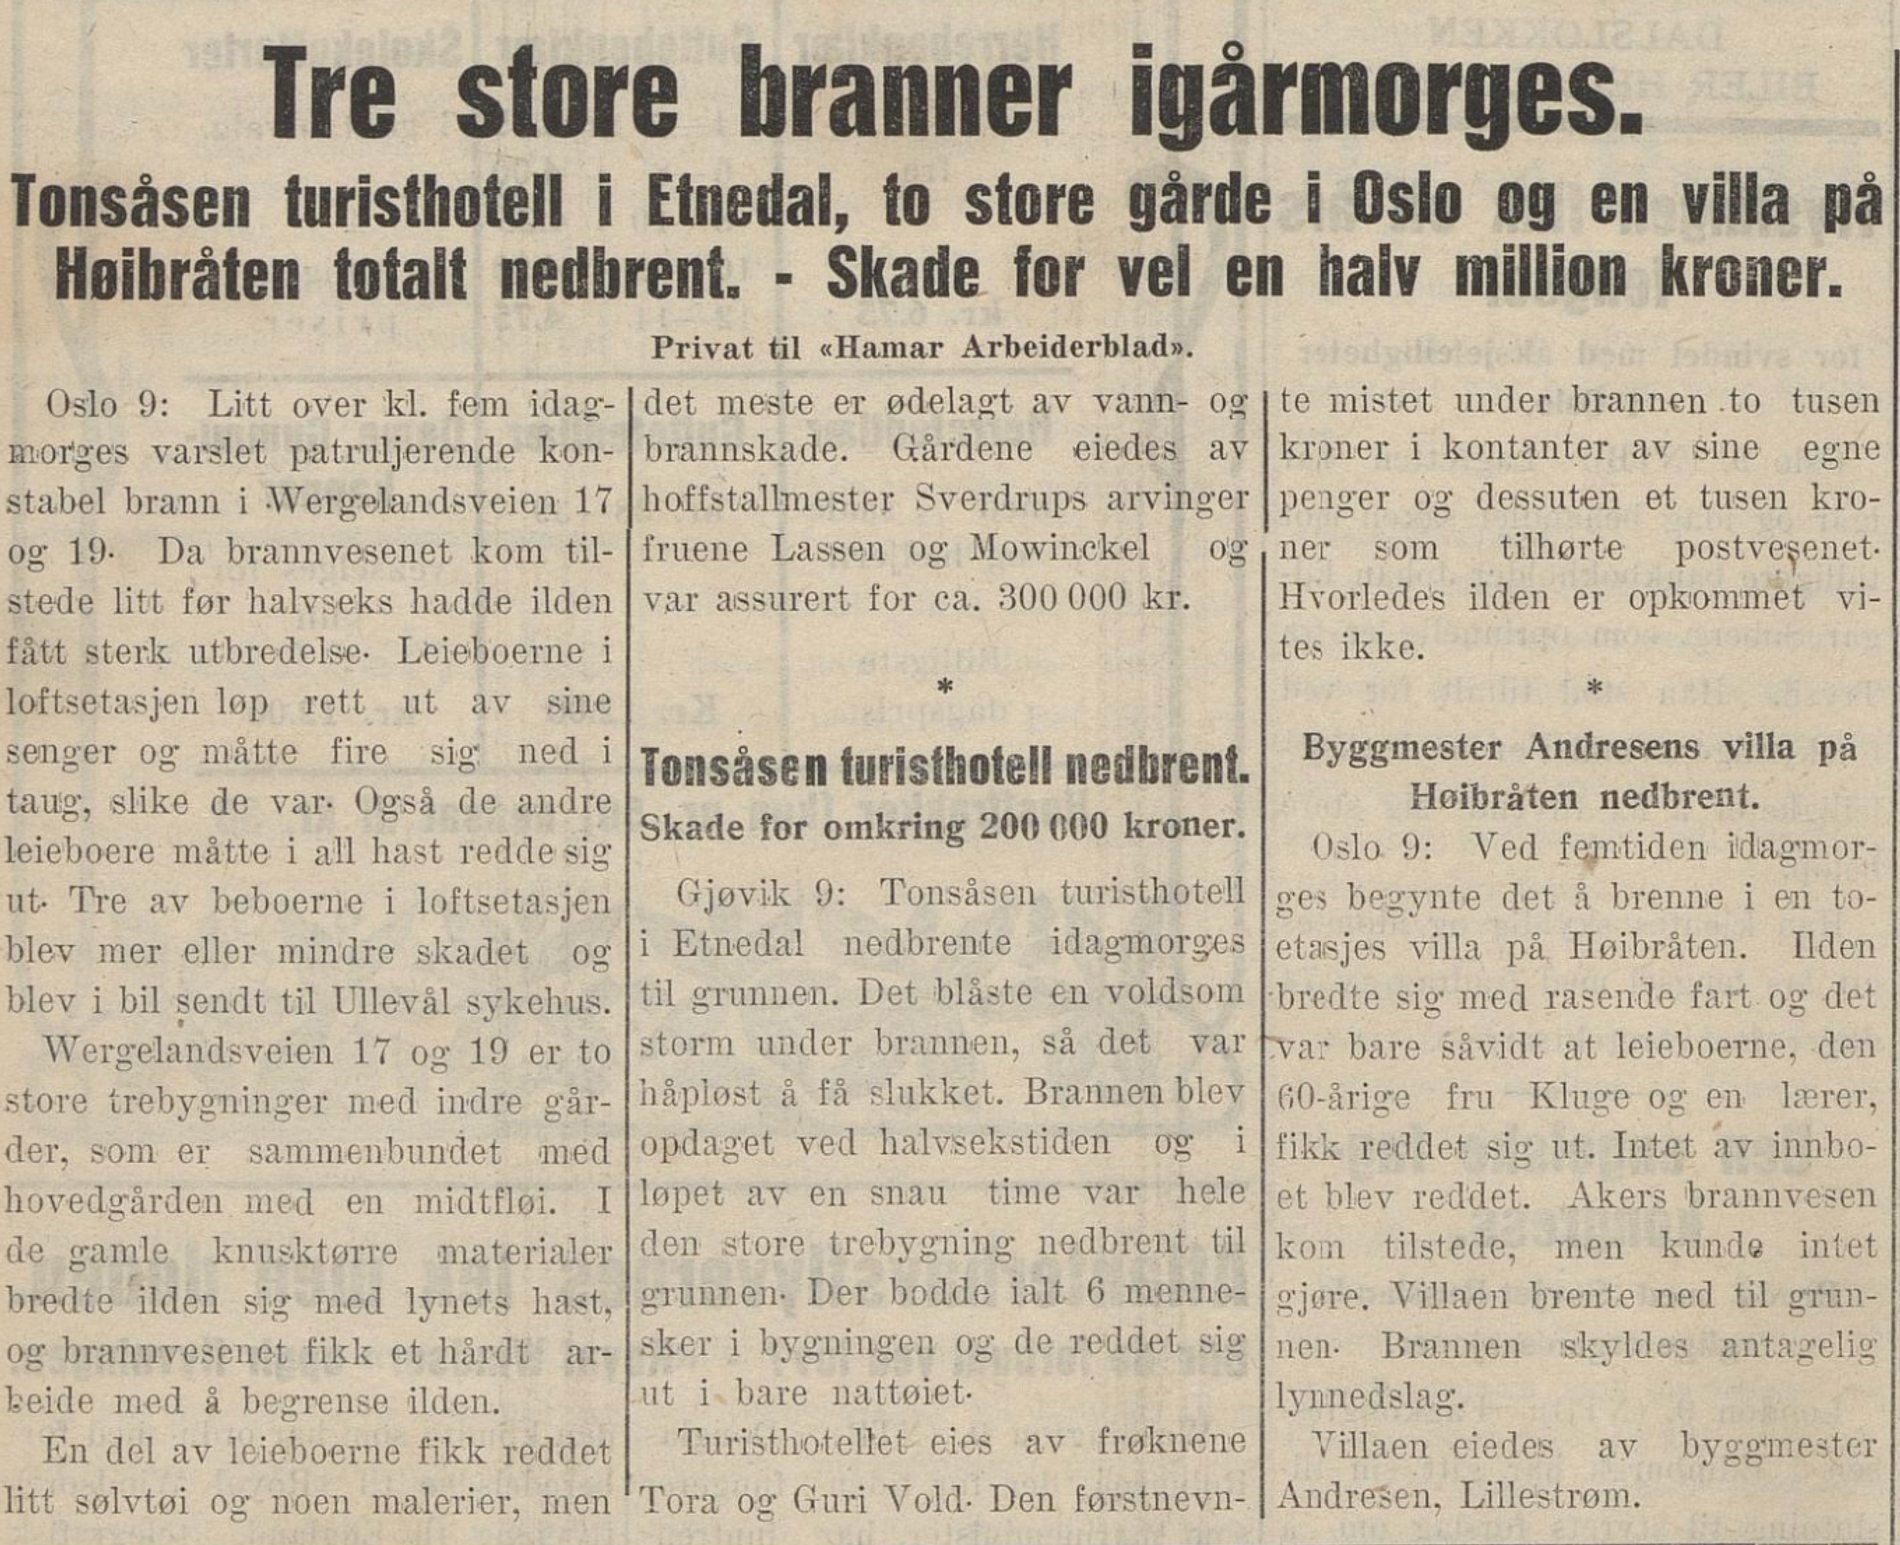 Tre store branner igårmorges.
Tonsåsen turisthotell i Etnedal, to store gårde i Oslo og en villa på
Høibråten totalt nedbrent. - Skade for vel en halv million kroner.
Privat til «Hamar Arbeiderblad».
Oslo 9: Litt over kl. fem idag-
morges varslet patruljerende kon-
stabel brann i Wergelandsveien 17
og 19. Da brannvesenet kom til-
stede litt før halvseks hadde ilden
fått sterk utbredelse. Leieboerne i
loftsetasjen løp rett ut av sine
senger og måtte fire sig ned i
taug, slike de var. Også de andre
leieboere måtte i all hast redde sig
ut. Tre av beboerne i loftsetasjen
blev mer eller mindre skadet og
blev i bil sendt til Ullevål sykehus.
Wergelandsveien 17 og 19 er to
store trebygninger med indre går-
der, som er sammenbundet med
hovedgården med en midtfløi. I
de gamle knusktørre materialer
bredte ilden sig med lynets hast,
og brannvesenet fikk et hårdt ar-
beide med å begrense ilden.
En del av leieboerne fikk reddet
litt sølvtøi og noen malerier, men
det meste er ødelagt av vann- og
brannskade. Gårdene eiedes av
hoffstallmester Sverdrups arvinger
fruene Lassen og Mowinckel og
var assurert for ca. 300 000 kr.
*
Tonsåsen turisthotell nedbrent.
Skade for omkring 200 000 kroner.
Gjøvik 9: Tonsåsen turisthotell
i Etnedal nedbrente idagmorges
til grunnen. Det blåste en voldsom
storm under brannen, så det var
håpløst å få slukket. Brannen blev
opdaget ved halvsekstiden og i
løpet av en snau time var hele
den store trebygning nedbrent til
grunnen. Der bodde ialt 6 menne-
sker i bygningen og de reddet sig
ut i bare nattøiet.
Turisthotellet eies av frøknene
Tora og Guri Vold. Den førstnevn-
te mistet under brannen to tusen
kroner i kontanter av sine egne
penger og dessuten et tusen kro-
ner som tilhørte postvesenet.
Hvorledes ilden er opkommet vi-
tes ikke.
*
Byggmester Andresens villa på
Høibråten nedbrent.
Oslo 9: Ved femtiden idagmor-
ges begynte det å brenne i en to-
etasjes villa på Høibråten. Ilden
bredte sig med rasende fart og det
var bare såvidt at leieboerne, den
60-årige fru Kluge og en lærer,
fikk reddet sig ut. Intet av innbo-
et blev reddet. Akers brannvesen
kom tilstede, men kunde intet
gjøre. Villaen brente ned til grun-
nen. Brannen skyldes antagelig
lynnedslag.
Villaen eiedes av byggmester
Andresen, Lillestrøm.